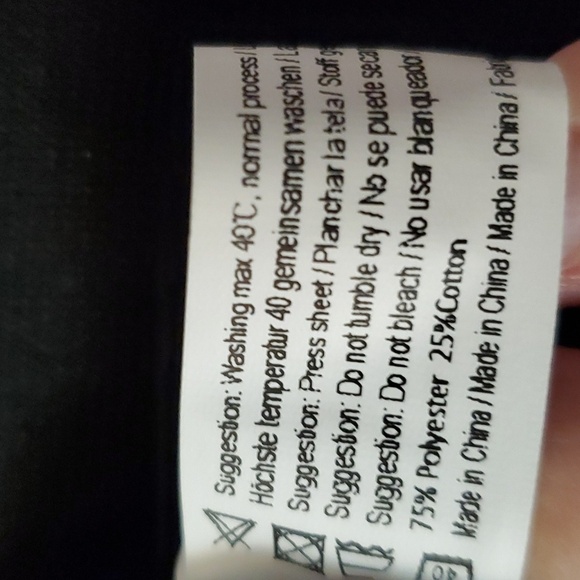 Suggestion: Washing max 40℃, normal process /
Höchste temperatur 40 gemeinsamen waschen /
Suggestion: Press sheet / Planchar la tela / Stoff
Suggestion: Do not tumble dry / No se puede
Suggestion: Do not bleach / No usar blanqueador
75% Polyester 25%Cotton
Made in China / Made in China / Made in China /